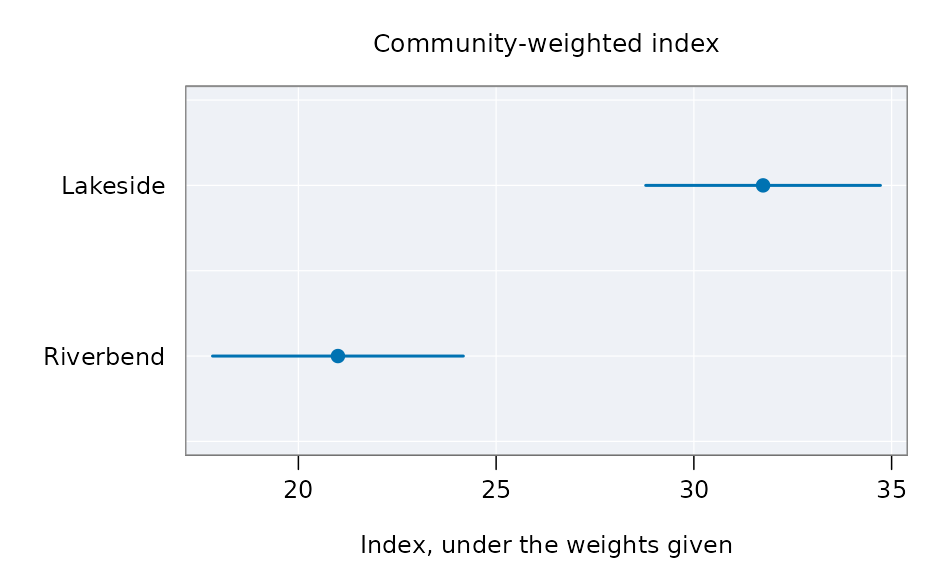 Community-weighted index
Lakeside
Riverbend
20 25 30 35
Index, under the weights given